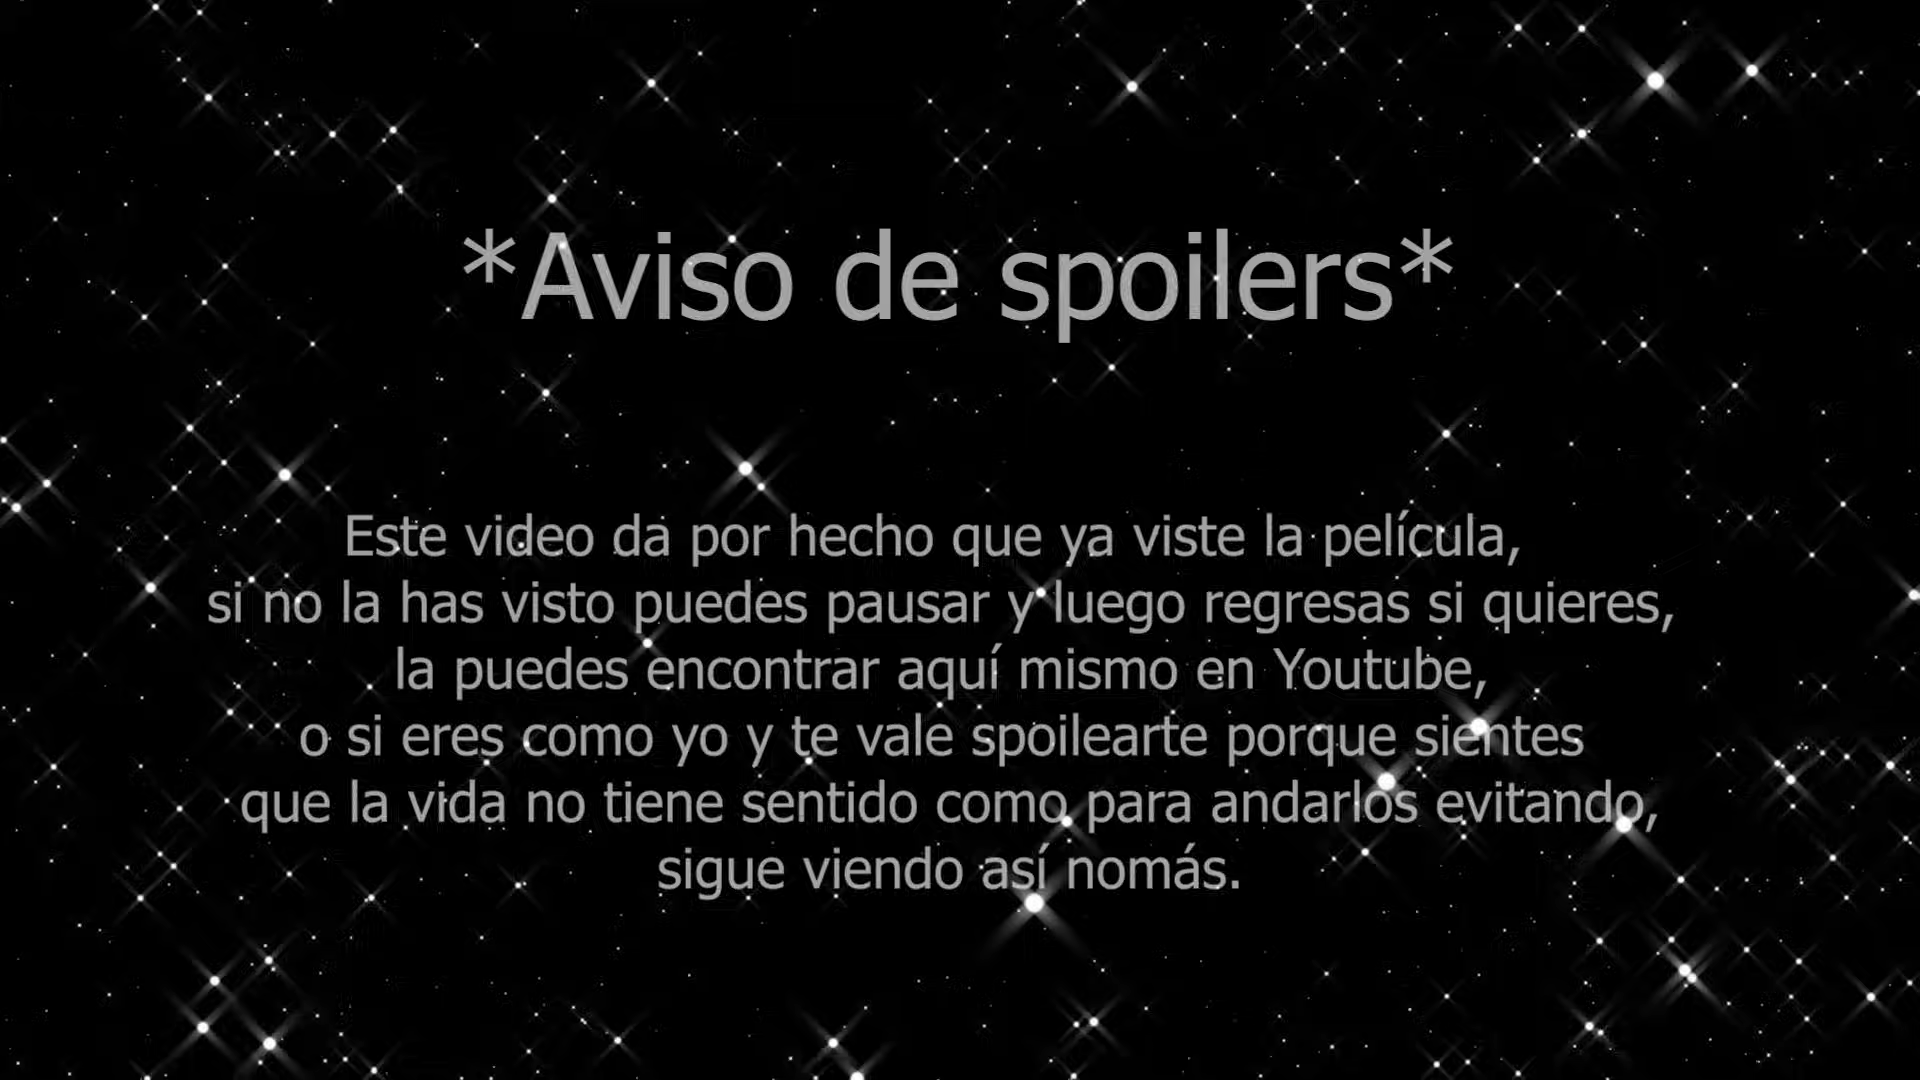 *Aviso de spoilers*
Este video da por hecho que ya viste la película,
si no la has visto puedes pausar y luego regresas si quieres,
la puedes encontrar aquí mismo en Youtube,
o si eres como yo y te vale spoilearte porque sientes
que la vida no tiene sentido como para andarlos evitando,
sigue viendo así nomás.